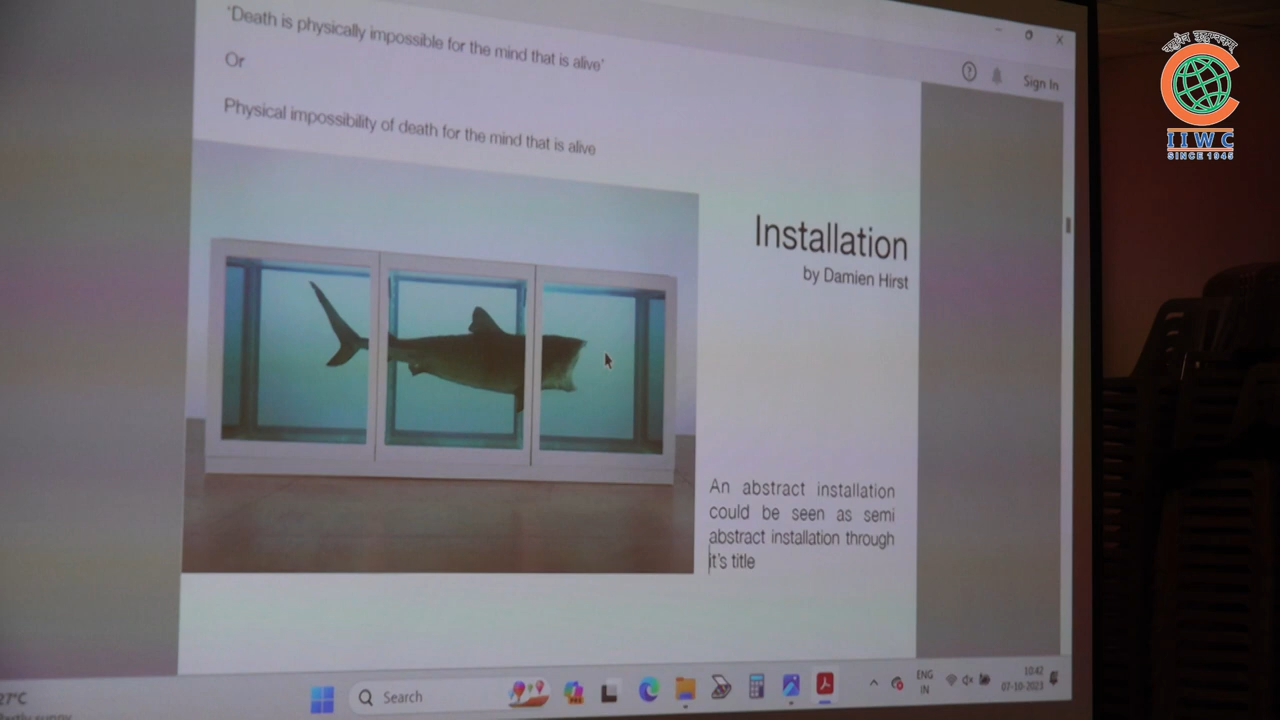 'Death is physically impossible for the mind that is alive'
Or
Physical impossibility of death for the mind that is alive
Sign In
Installation
by Damien Hirst
An abstract installation
could be seen as semi
abstract installation through
it's title
वसुधैव कुटुम्बकम्
IIWC
SINCE 1945
27°C
Search
ENG
IN
10:42
07-10-2023